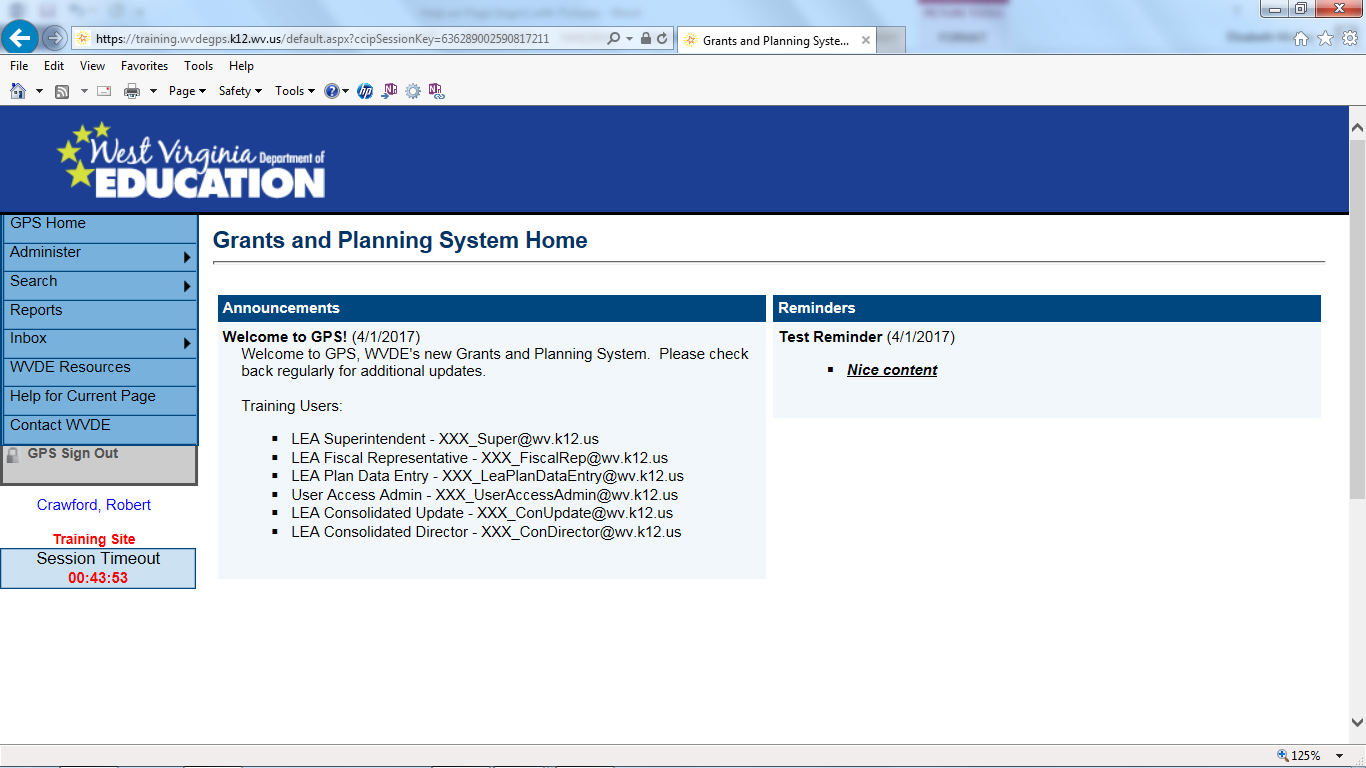 https://training.wvdegps.k12.wv.us/default.aspx?ccipSessionKey=636289002590817211
Grants and Planning Syste...
File Edit View Favorites Tools Help
Page Safety Tools
West Virginia Department of
EDUCATION
GPS Home
Administer
Search
Reports
Inbox
WVDE Resources
Help for Current Page
Contact WVDE
GPS Sign Out
Crawford, Robert
Training Site
Session Timeout
00:43:53
Grants and Planning System Home
Announcements
Welcome to GPS! (4/1/2017)
Welcome to GPS, WVDE's new Grants and Planning System. Please check
back regularly for additional updates.
Training Users:
▪ LEA Superintendent - XXX_Super@wv.k12.us
▪ LEA Fiscal Representative - XXX_FiscalRep@wv.k12.us
▪ LEA Plan Data Entry - XXX_LeaPlanDataEntry@wv.k12.us
▪ User Access Admin - XXX_UserAccessAdmin@wv.k12.us
▪ LEA Consolidated Update - XXX_ConUpdate@wv.k12.us
▪ LEA Consolidated Director - XXX_ConDirector@wv.k12.us
Reminders
Test Reminder (4/1/2017)
▪ Nice content
125%